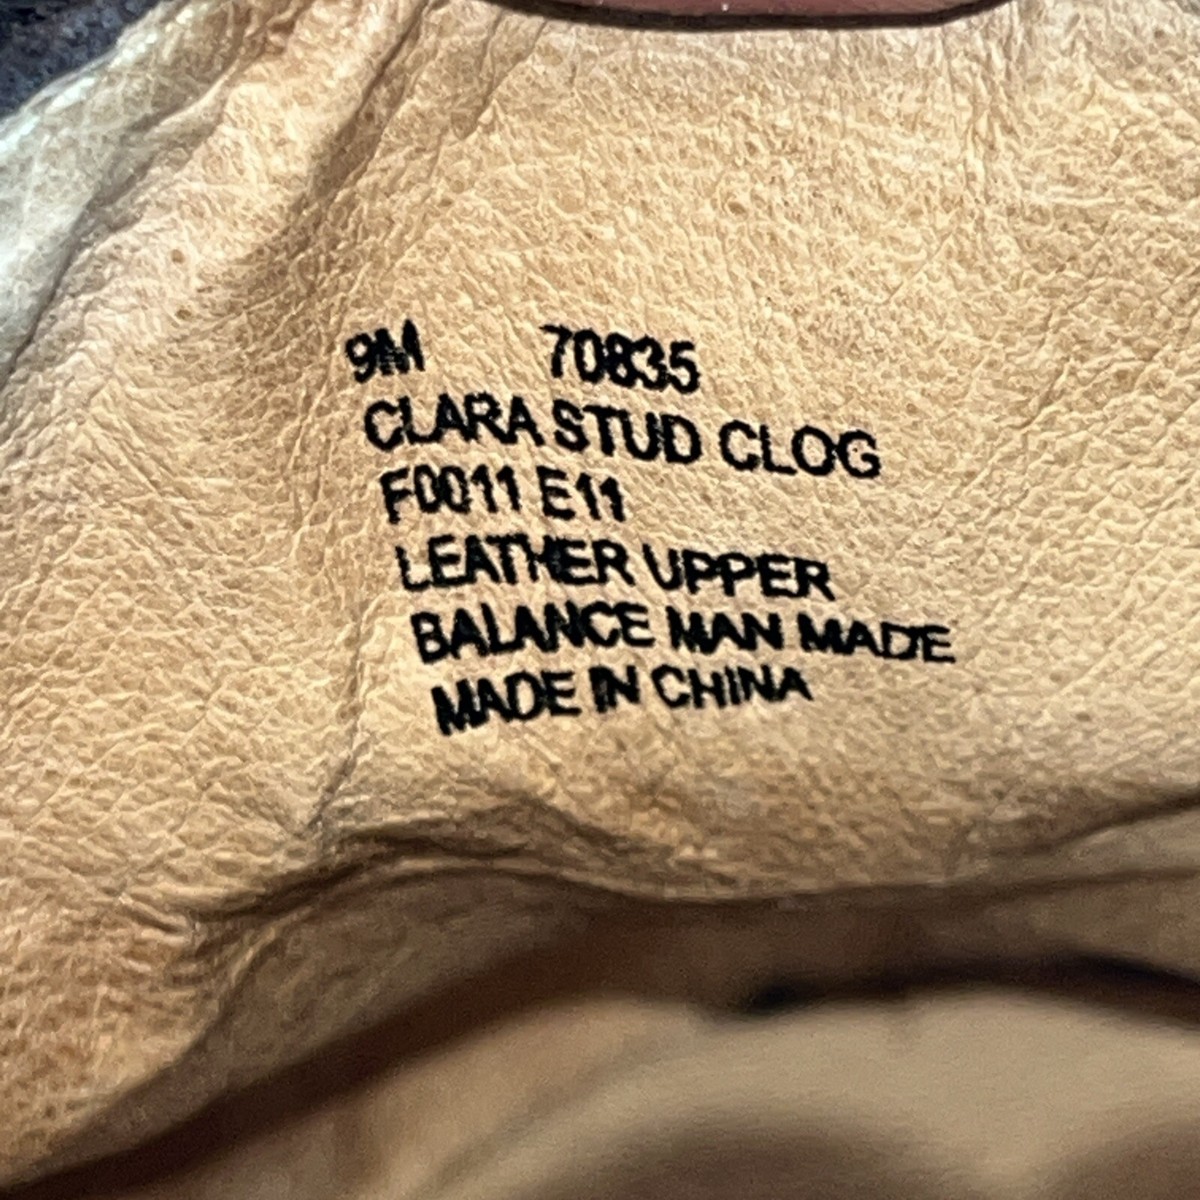 9M 70835
CLARA STUD CLOG
F0011 E11
LEATHER UPPER
BALANCE MAN MADE
MADE IN CHINA